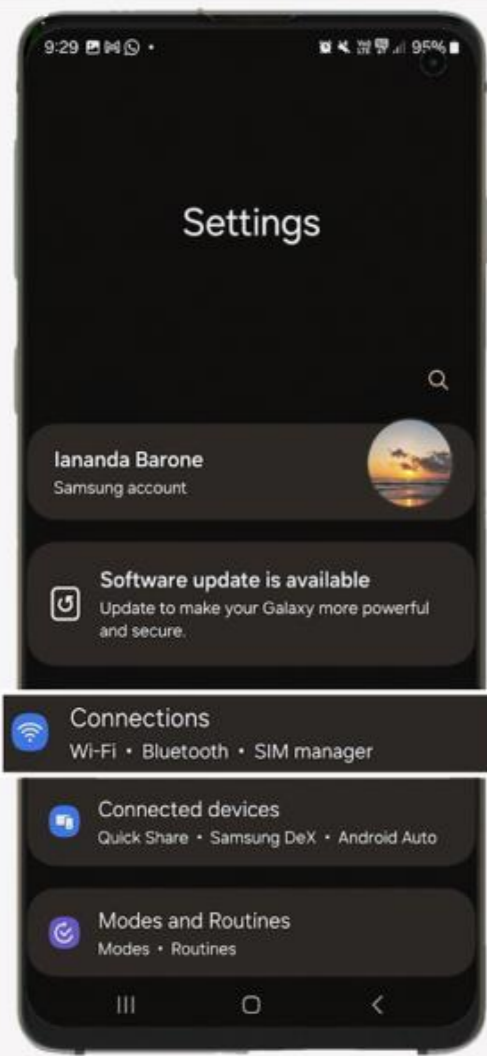 9:29
95%
Settings
Iananda Barone
Samsung account
Software update is available
Update to make your Galaxy more powerful
and secure.
Connections
Wi-Fi • Bluetooth • SIM manager
Connected devices
Quick Share • Samsung DeX • Android Auto
Modes and Routines
Modes • Routines